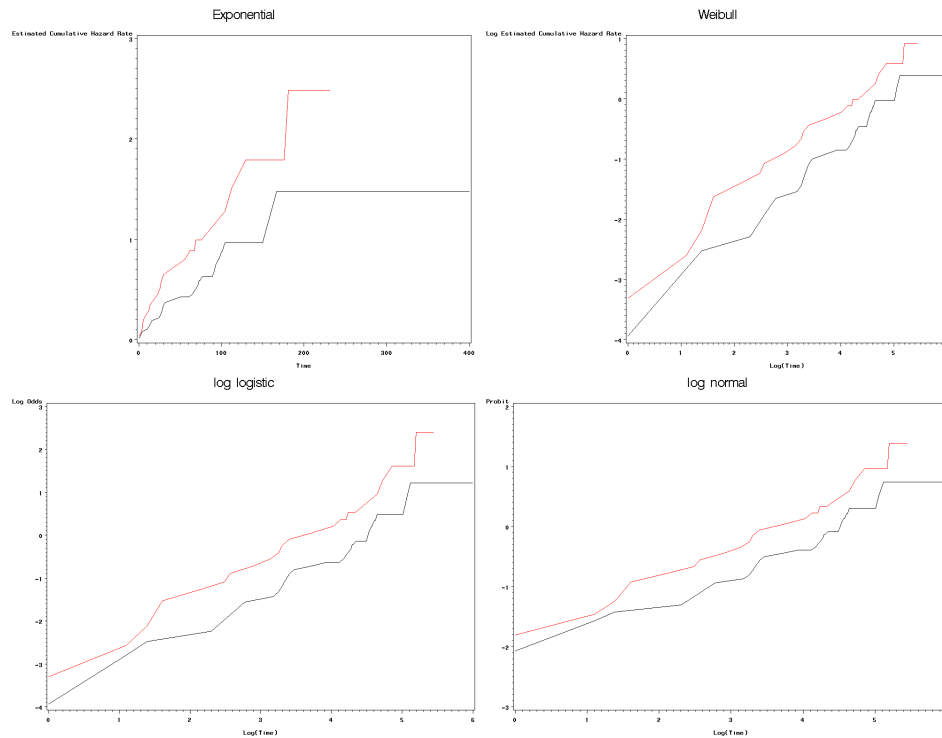 Exponential
Estimated Cumulative Hazard Rate
3
2
1
0
0 100 200 300 400
Time
Weibull
Log Estimated Cumulative Hazard Rate
1
0
-1
-2
-3
-4
0 1 2 3 4 5
Log(Time)
log logistic
Log Odds
3
2
1
0
-1
-2
-3
-4
0 1 2 3 4 5 6
Log(Time)
log normal
Probit
2
1
0
-1
-2
-3
0 1 2 3 4 5
Log(Time)